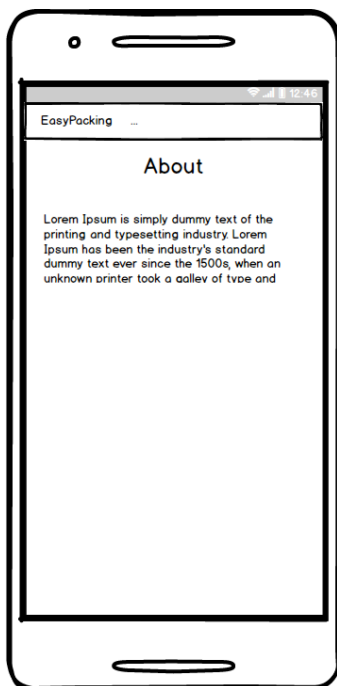 12:46
EasyPacking ...
About
Lorem Ipsum is simply dummy text of the
printing and typesetting industry. Lorem
Ipsum has been the industry's standard
dummy text ever since the 1500s, when an
unknown printer took a galley of type and